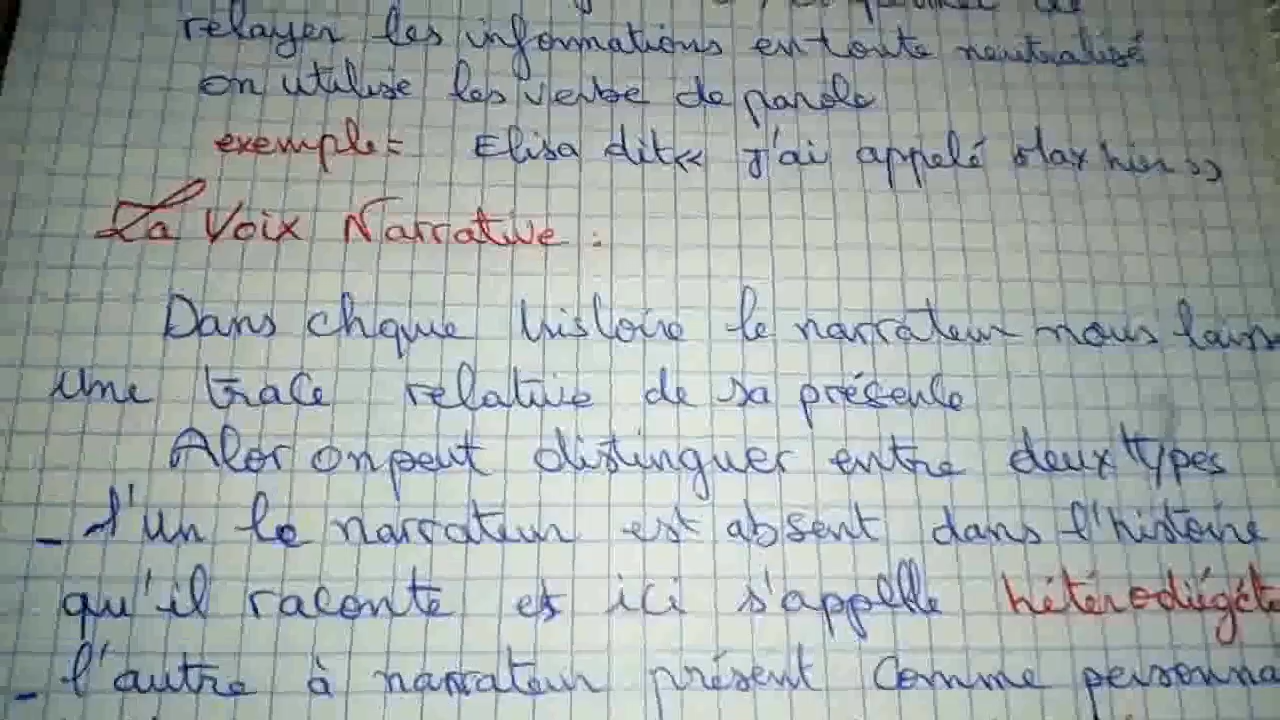 relayer les informations en toute neutralisé
on utilise les verbe de parole
exemple = Elisa dit << J'ai appelé Max hier >>
La Voix Narrative :
Dans chque histoire le narrateur nous laiss
une trace relative de sa présence
Alor on peut distinguer entre deux types
- l'un le narrateur est absent dans l'histoire
qu'il raconte et ici s'appelle hétérodiégét
- l'autre à narrateur présent comme personna